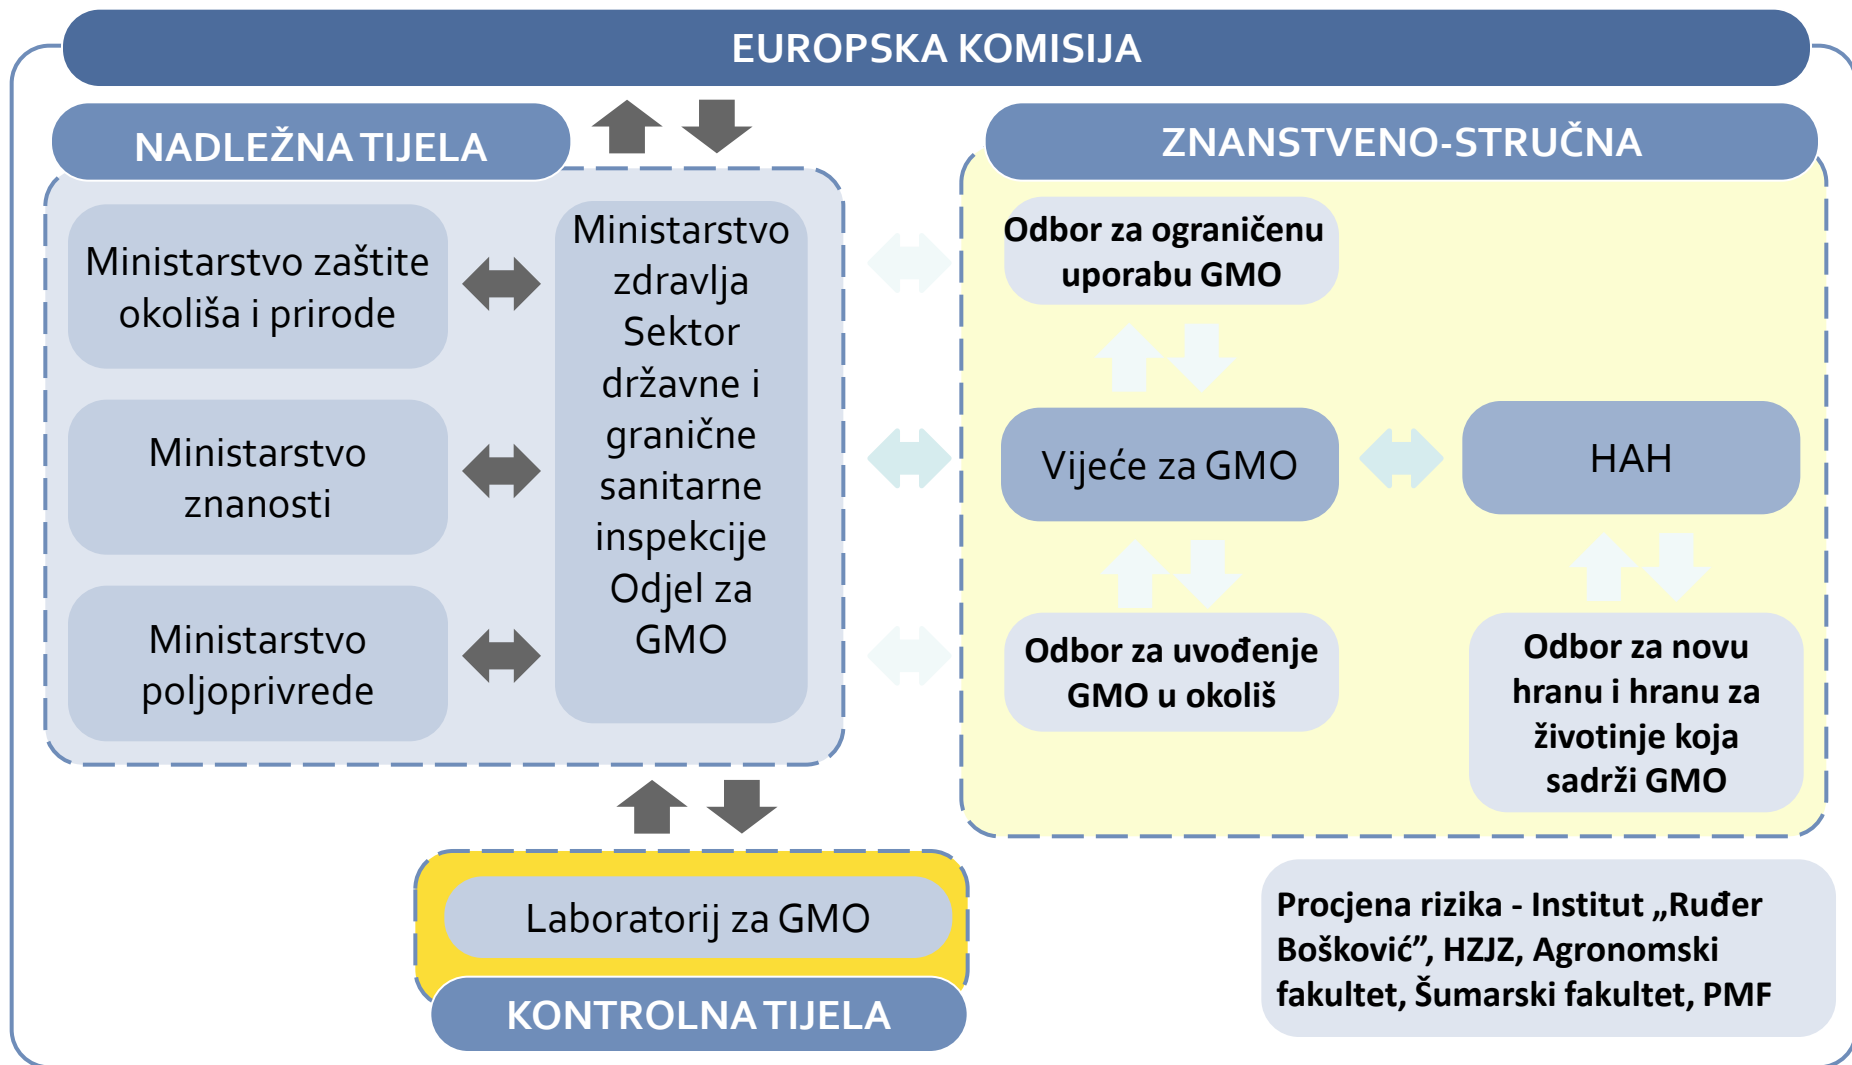 EUROPSKA KOMISIJA
NADLEŽNA TIJELA
Ministarstvo zaštite
okoliša i prirode
Ministarstvo
znanosti
Ministarstvo
poljoprivrede
Ministarstvo
zdravlja
Sektor
državne i
granične
sanitarne
inspekcije
Odjel za
GMO
ZNANSTVENO-STRUČNA
Odbor za ograničenu
uporabu GMO
Vijeće za GMO
HAH
Odbor za uvođenje
GMO u okoliš
Odbor za novu
hranu i hranu za
životinje koja
sadrži GMO
Laboratorij za GMO
KONTROLNA TIJELA
Procjena rizika - Institut „Ruđer
Bošković”, HZJZ, Agronomski
fakultet, Šumarski fakultet, PMF